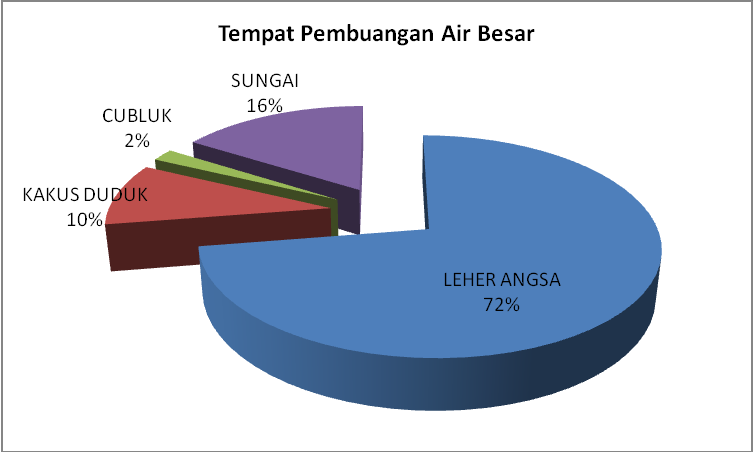 Tempat Pembuangan Air Besar
SUNGAI
16%
CUBLUK
2%
KAKUS DUDUK
10%
LEHER ANGSA
72%